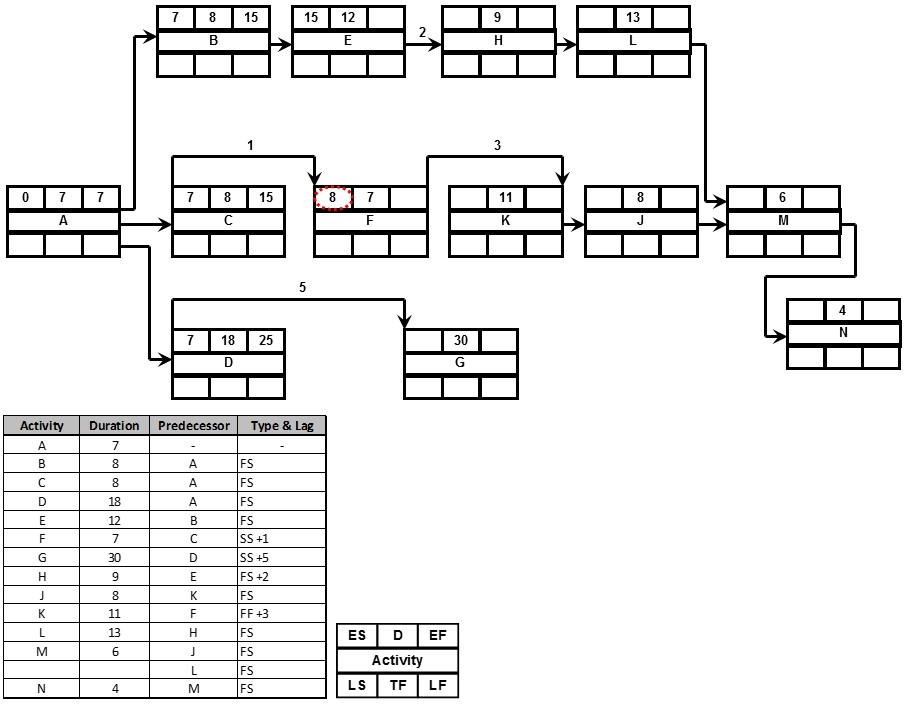 7 8 15
B
15 12
E
2
9
H
13
L
1
3
0 7 7
A
7 8 15
C
8 7
F
11
K
8
J
6
M
5
7 18 25
D
30
G
4
N
Activity Duration Predecessor Type & Lag
A 7 - -
B 8 A FS
C 8 A FS
D 18 A FS
E 12 B FS
F 7 C SS +1
G 30 D SS +5
H 9 E FS +2
J 8 K FS
K 11 F FF +3
L 13 H FS
M 6 J FS
L FS
N 4 M FS
ES D EF
Activity
LS TF LF